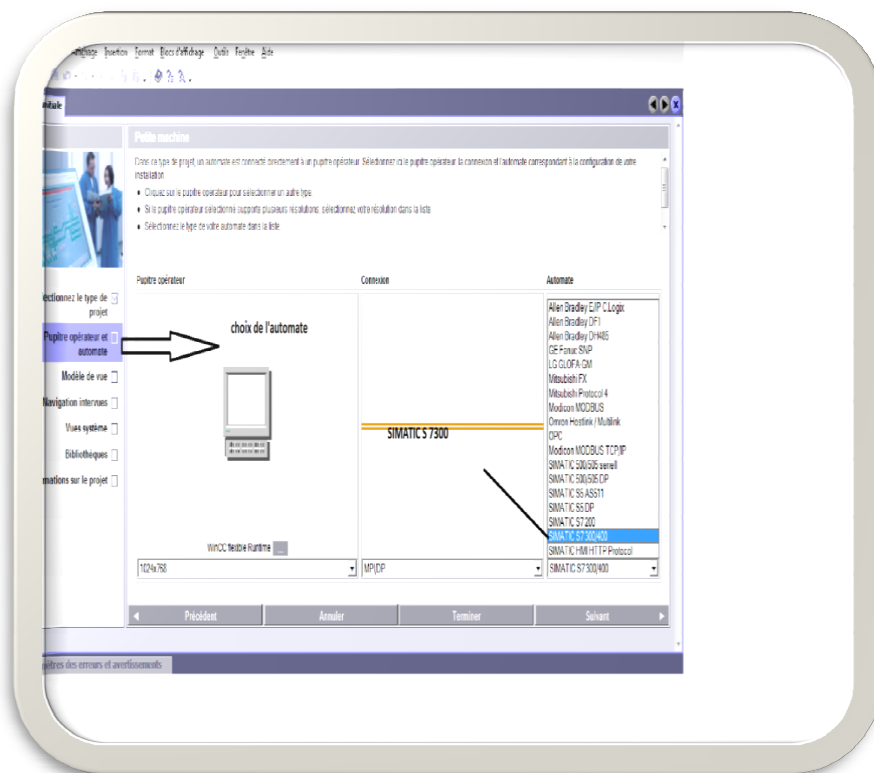 Affichage Insertion Format Blocs d'affichage Outils Fenêtre Aide
initiale
Petite machine
Dans ce type de projet, un automate est connecté directement à un pupitre opérateur. Sélectionnez ici le pupitre opérateur, la connexion et l'automate correspondant à la configuration de votre
installation
Cliquez sur le pupitre opérateur pour sélectionner un autre type
Si le pupitre opérateur sélectionné supporte plusieurs résolutions, sélectionnez votre résolution dans la liste
Sélectionnez le type de votre automate dans la liste
Pupitre opérateur
Connexion
Automate
ectionnez le type de
projet
Pupitre opérateur et
automate
Modèle de vue
Navigation intervues
Vues système
Bibliothèques
mations sur le projet
choix de l'automate
SIMATIC S 7300
WinCC flexible Runtime ...
1024x768
MPI/DP
Allen Bradley E/IP C.Logix
Allen Bradley DF1
Allen Bradley DH485
GE Fanuc SNP
LG GLOFA-GM
Mitsubishi FX
Mitsubishi Protocol 4
Modicon MODBUS
Omron Hostlink / Multilink
OPC
Modicon MODBUS TCP/IP
SIMATIC 500/505 seriell
SIMATIC 500/505 DP
SIMATIC S5 AS511
SIMATIC S5 DP
SIMATIC S7 200
SIMATIC S7 300/400
SIMATIC HMI HTTP Protocol
SIMATIC S7 300/400
Précédent
Annuler
Terminer
Suivant
mètres des erreurs et avertissements